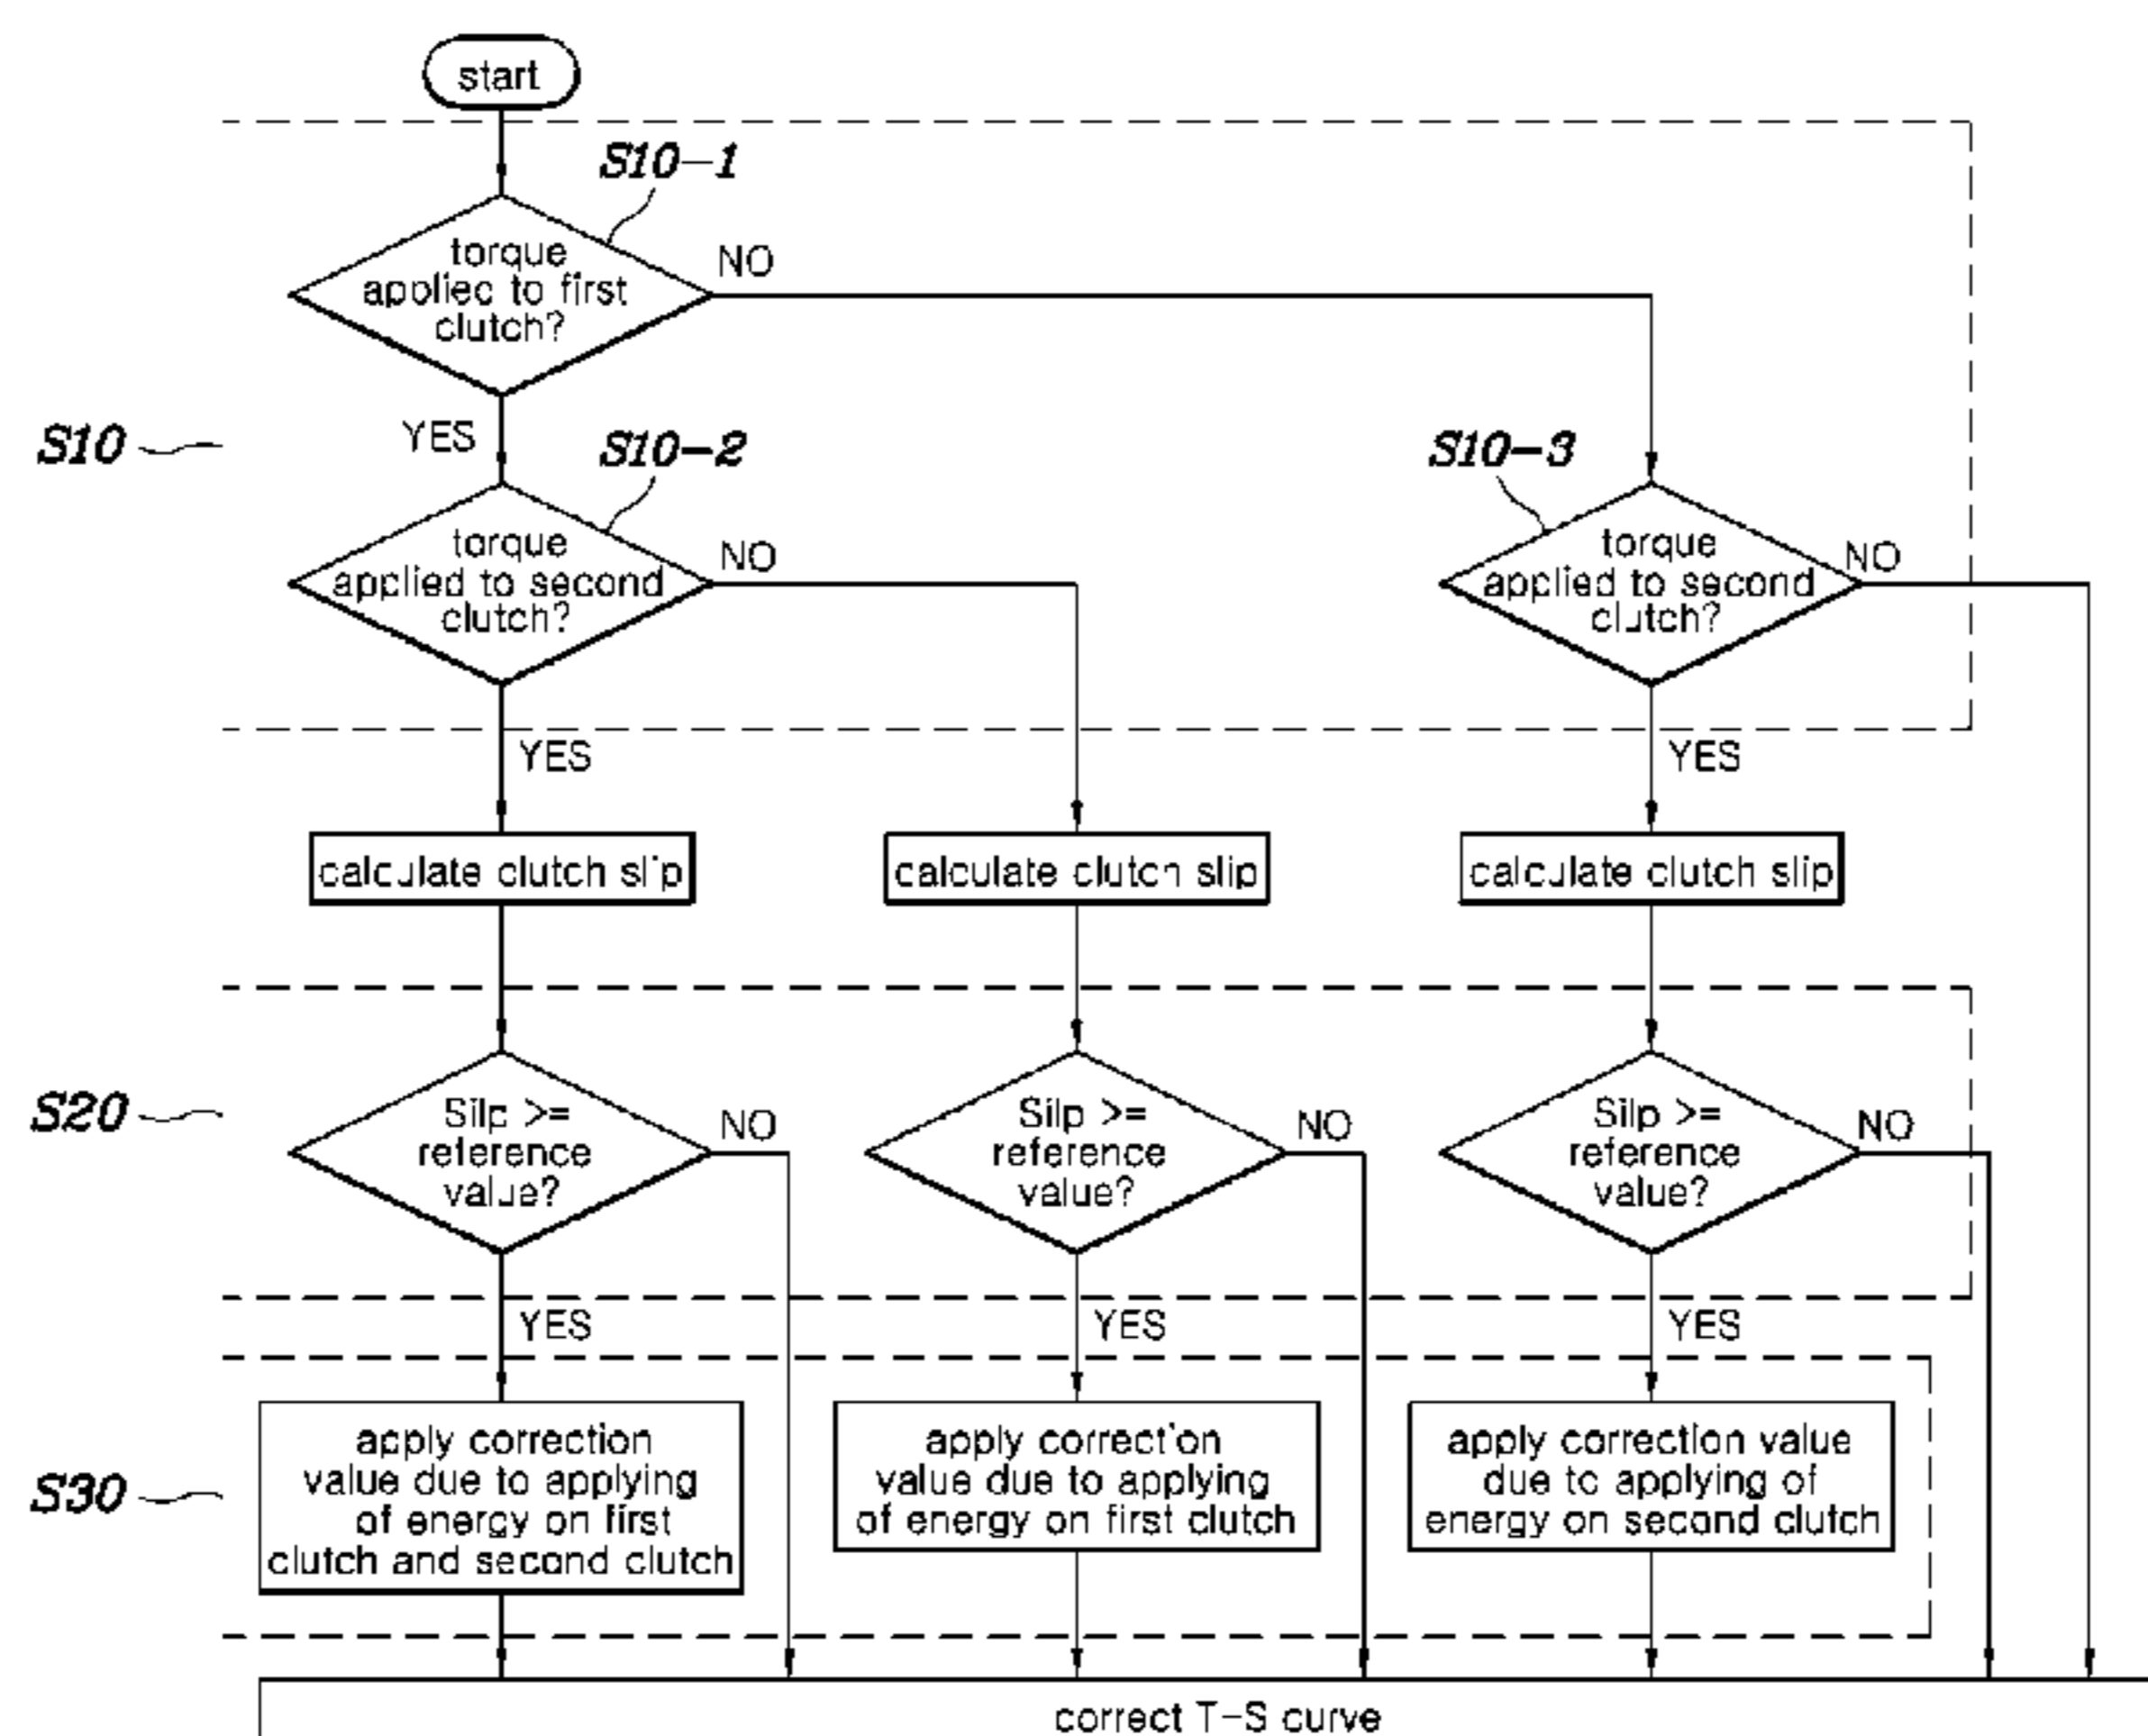 start
S10-1
torque
applied to first
clutch?
NO
YES
S10
S10-2
torque
applied to second
clutch?
NO
S10-3
torque
applied to second
clutch?
NO
YES
YES
calculate clutch slip
calculate clutch slip
calculate clutch slip
S20
Silp >=
reference
value?
NO
Silp >=
reference
value?
NO
Silp >=
reference
value?
NO
YES
YES
YES
S30
apply correction
value due to applying
of energy on first
clutch and second clutch
apply correction
value due to applying
of energy on first clutch
apply correction value
due to applying of
energy on second clutch
correct T-S curve